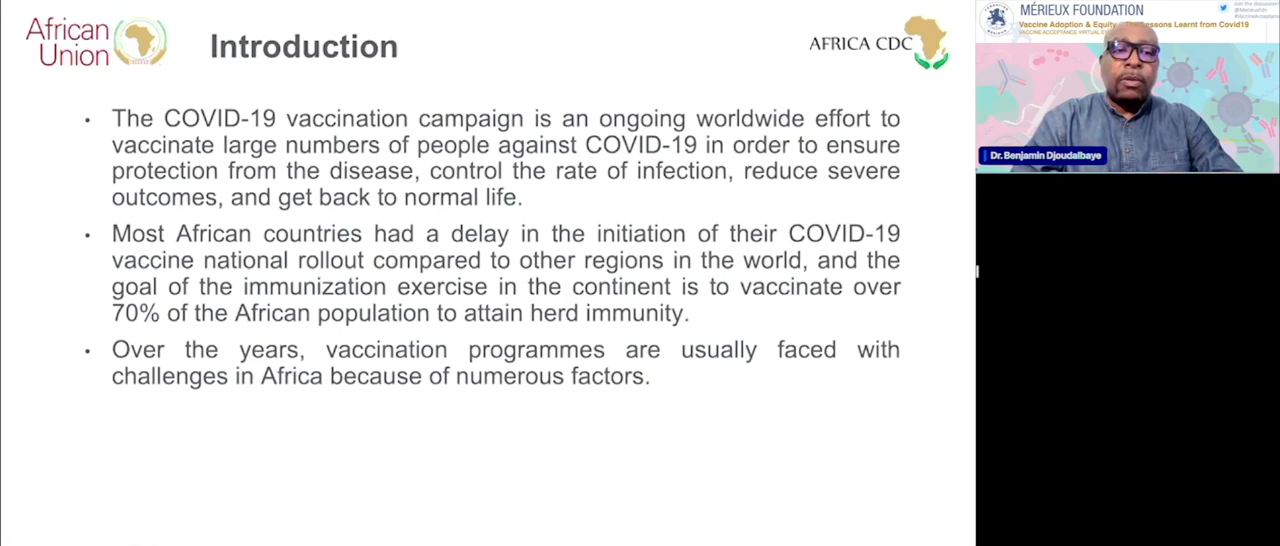 African
Union
Introduction
AFRICA CDC
• The COVID-19 vaccination campaign is an ongoing worldwide effort to
vaccinate large numbers of people against COVID-19 in order to ensure
protection from the disease, control the rate of infection, reduce severe
outcomes, and get back to normal life.
• Most African countries had a delay in the initiation of their COVID-19
vaccine national rollout compared to other regions in the world, and the
goal of the immunization exercise in the continent is to vaccinate over
70% of the African population to attain herd immunity.
• Over the years, vaccination programmes are usually faced with
challenges in Africa because of numerous factors.
MÉRIEUX FOUNDATION
Vaccine Adoption & Equity Lessons Learnt from Covid19
VACCINE ACCEPTANCE VIRTUAL
Join the discussion
Dr. Benjamin Djoudalbaye